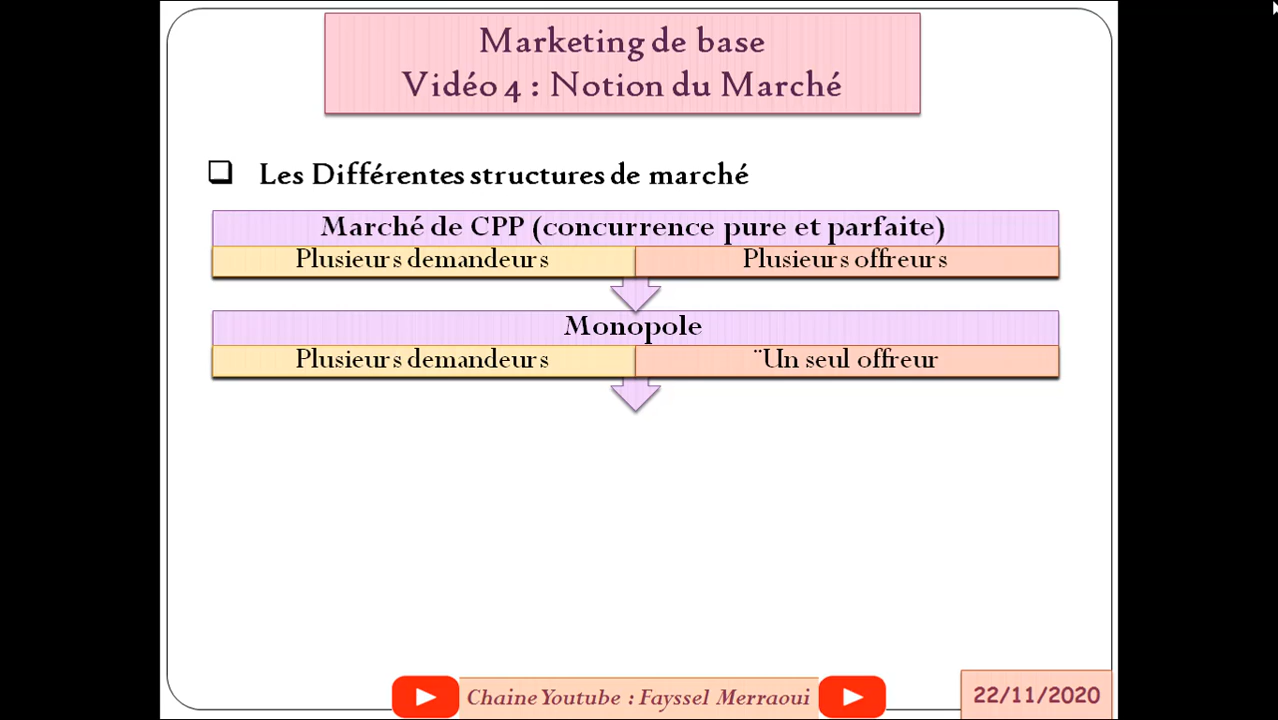 Marketing de base
Vidéo 4 : Notion du Marché
Les Différentes structures de marché
Marché de CPP (concurrence pure et parfaite)
Plusieurs demandeurs
Plusieurs offreurs
Monopole
Plusieurs demandeurs
¨Un seul offreur
Chaine Youtube : Fayssel Merraoui
22/11/2020